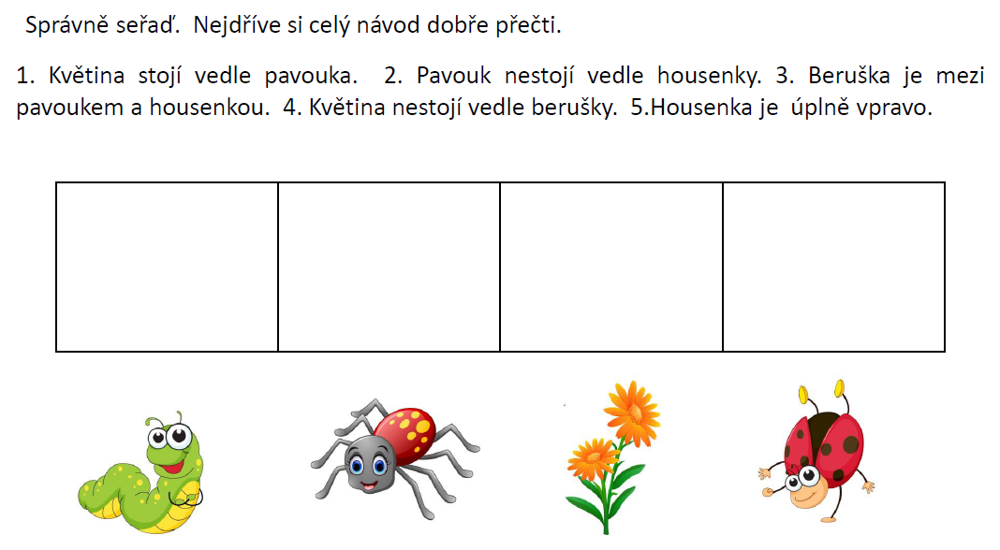 Správně seřaď. Nejdříve si celý návod dobře přečti.
1. Květina stojí vedle pavouka. 2. Pavouk nestojí vedle housenky. 3. Beruška je mezi
pavoukem a housenkou. 4. Květina nestojí vedle berušky. 5.Housenka je úplně vpravo.